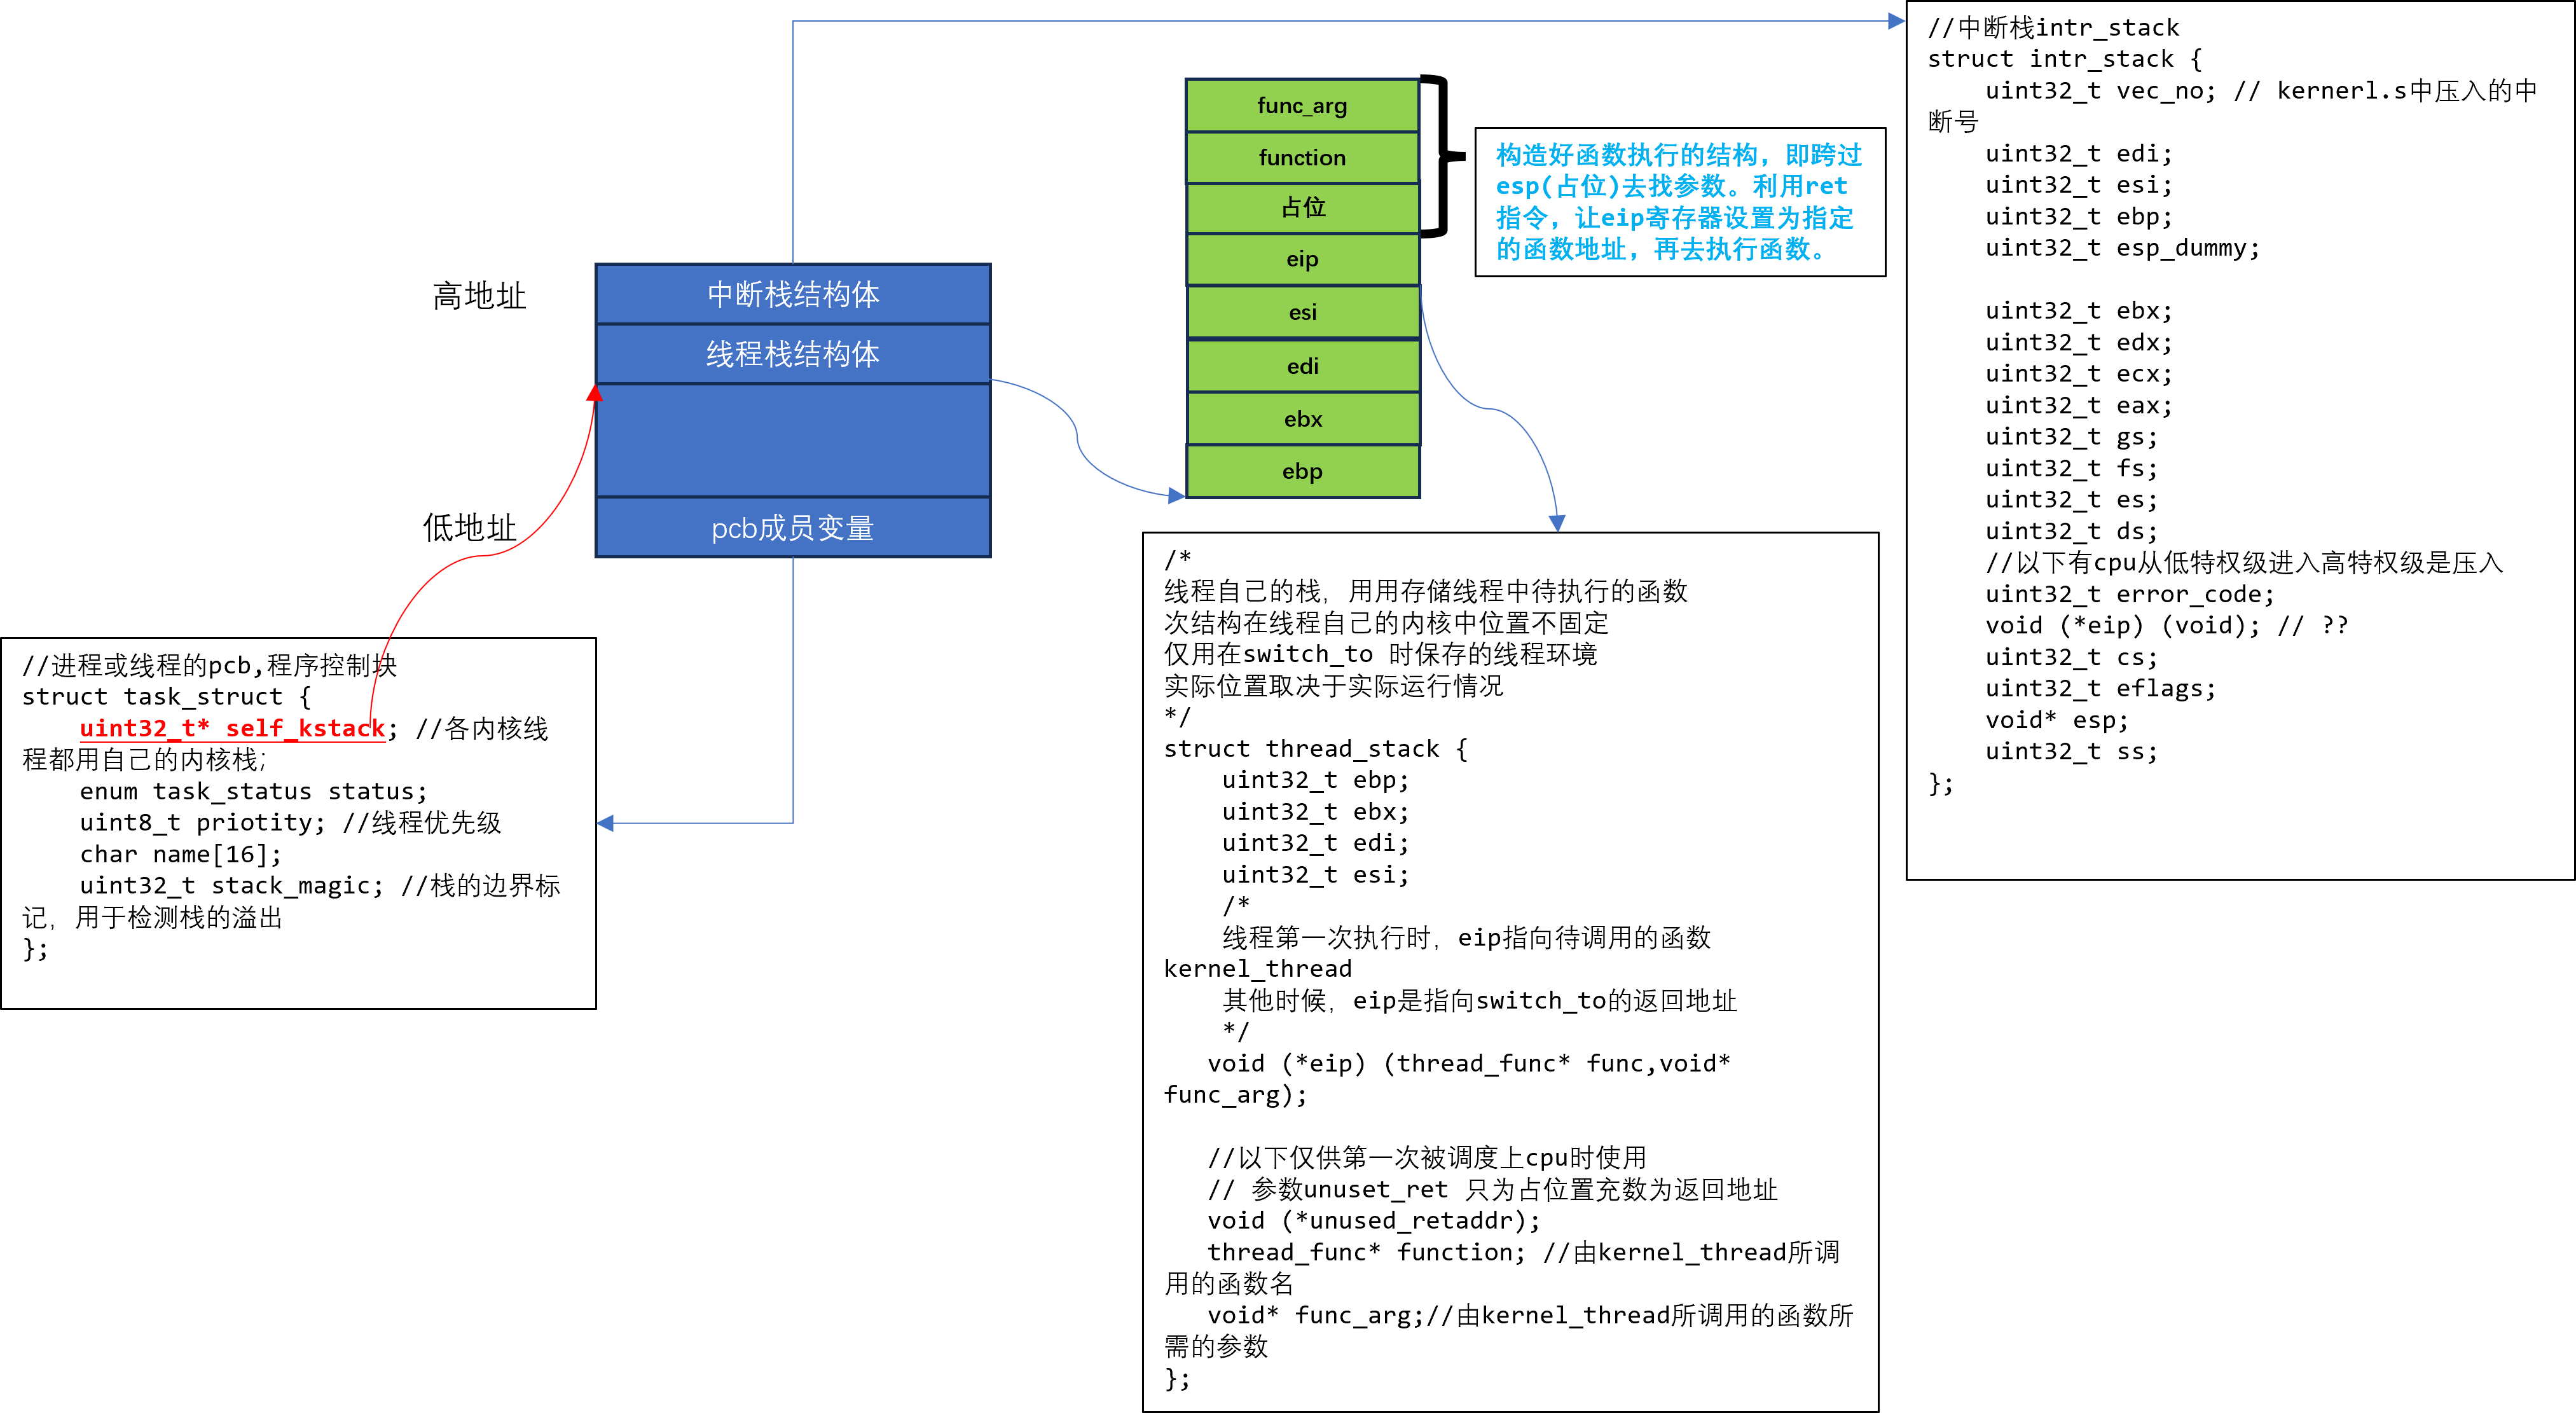 高地址
低地址
中断栈结构体
线程栈结构体
pcb成员变量
func_arg
function
占位
eip
esi
edi
ebx
ebp
构造好函数执行的结构，即跨过
esp(占位)去找参数。利用ret
指令，让eip寄存器设置为指定
的函数地址，再去执行函数。
//进程或线程的pcb,程序控制块
struct task_struct {
    uint32_t* self_kstack; //各内核线
程都用自己的内核栈;
    enum task_status status;
    uint8_t priotity; //线程优先级
    char name[16];
    uint32_t stack_magic; //栈的边界标
记，用于检测栈的溢出
};
/*
线程自己的栈，用用存储线程中待执行的函数
次结构在线程自己的内核中位置不固定
仅用在switch_to 时保存的线程环境
实际位置取决于实际运行情况
*/
struct thread_stack {
    uint32_t ebp;
    uint32_t ebx;
    uint32_t edi;
    uint32_t esi;
    /*
    线程第一次执行时，eip指向待调用的函数
kernel_thread
    其他时候，eip是指向switch_to的返回地址
    */
   void (*eip) (thread_func* func,void*
func_arg);
   //以下仅供第一次被调度上cpu时使用
   // 参数unuset_ret 只为占位置充数为返回地址
   void (*unused_retaddr);
   thread_func* function; //由kernel_thread所调
用的函数名
   void* func_arg;//由kernel_thread所调用的函数所
需的参数
};
//中断栈intr_stack
struct intr_stack {
    uint32_t vec_no; // kernerl.s中压入的中
断号
    uint32_t edi;
    uint32_t esi;
    uint32_t ebp;
    uint32_t esp_dummy;
    uint32_t ebx;
    uint32_t edx;
    uint32_t ecx;
    uint32_t eax;
    uint32_t gs;
    uint32_t fs;
    uint32_t es;
    uint32_t ds;
    //以下有cpu从低特权级进入高特权级是压入
    uint32_t error_code;
    void (*eip) (void); // ??
    uint32_t cs;
    uint32_t eflags;
    void* esp;
    uint32_t ss;
};